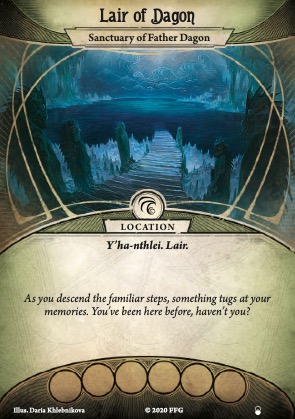 Lair of Dagon
Sanctuary of Father Dagon
LOCATION
Y'ha-nthlei. Lair.
As you descend the familiar steps, something tugs at your
memories. You've been here before, haven't you?
Illus. Daria Khlebnikova
© 2020 FFG